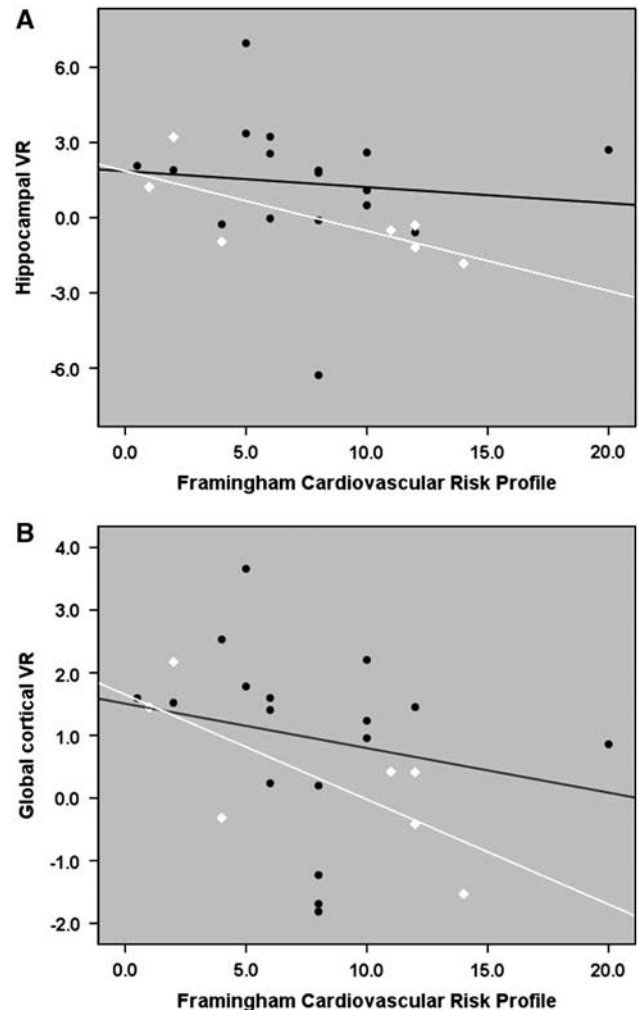 A
6.0
3.0
0.0
-3.0
-6.0
Hippocampal VR
0.0 5.0 10.0 15.0 20.0
Framingham Cardiovascular Risk Profile
B
4.0
3.0
2.0
1.0
0.0
-1.0
-2.0
Global cortical VR
0.0 5.0 10.0 15.0 20.0
Framingham Cardiovascular Risk Profile